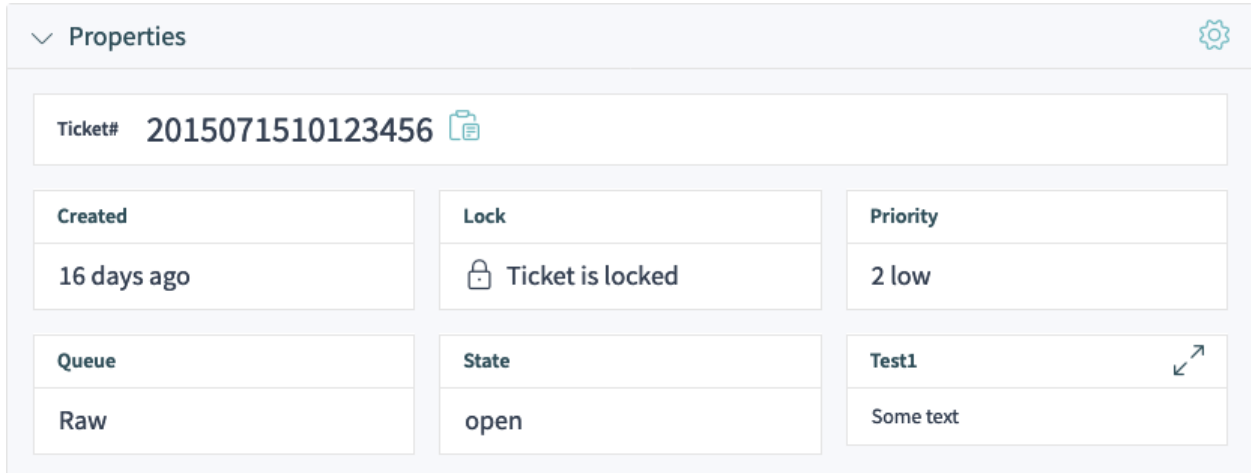 Properties
Ticket# 2015071510123456
Created
Lock
Priority
16 days ago
Ticket is locked
2 low
Queue
State
Test1
Raw
open
Some text